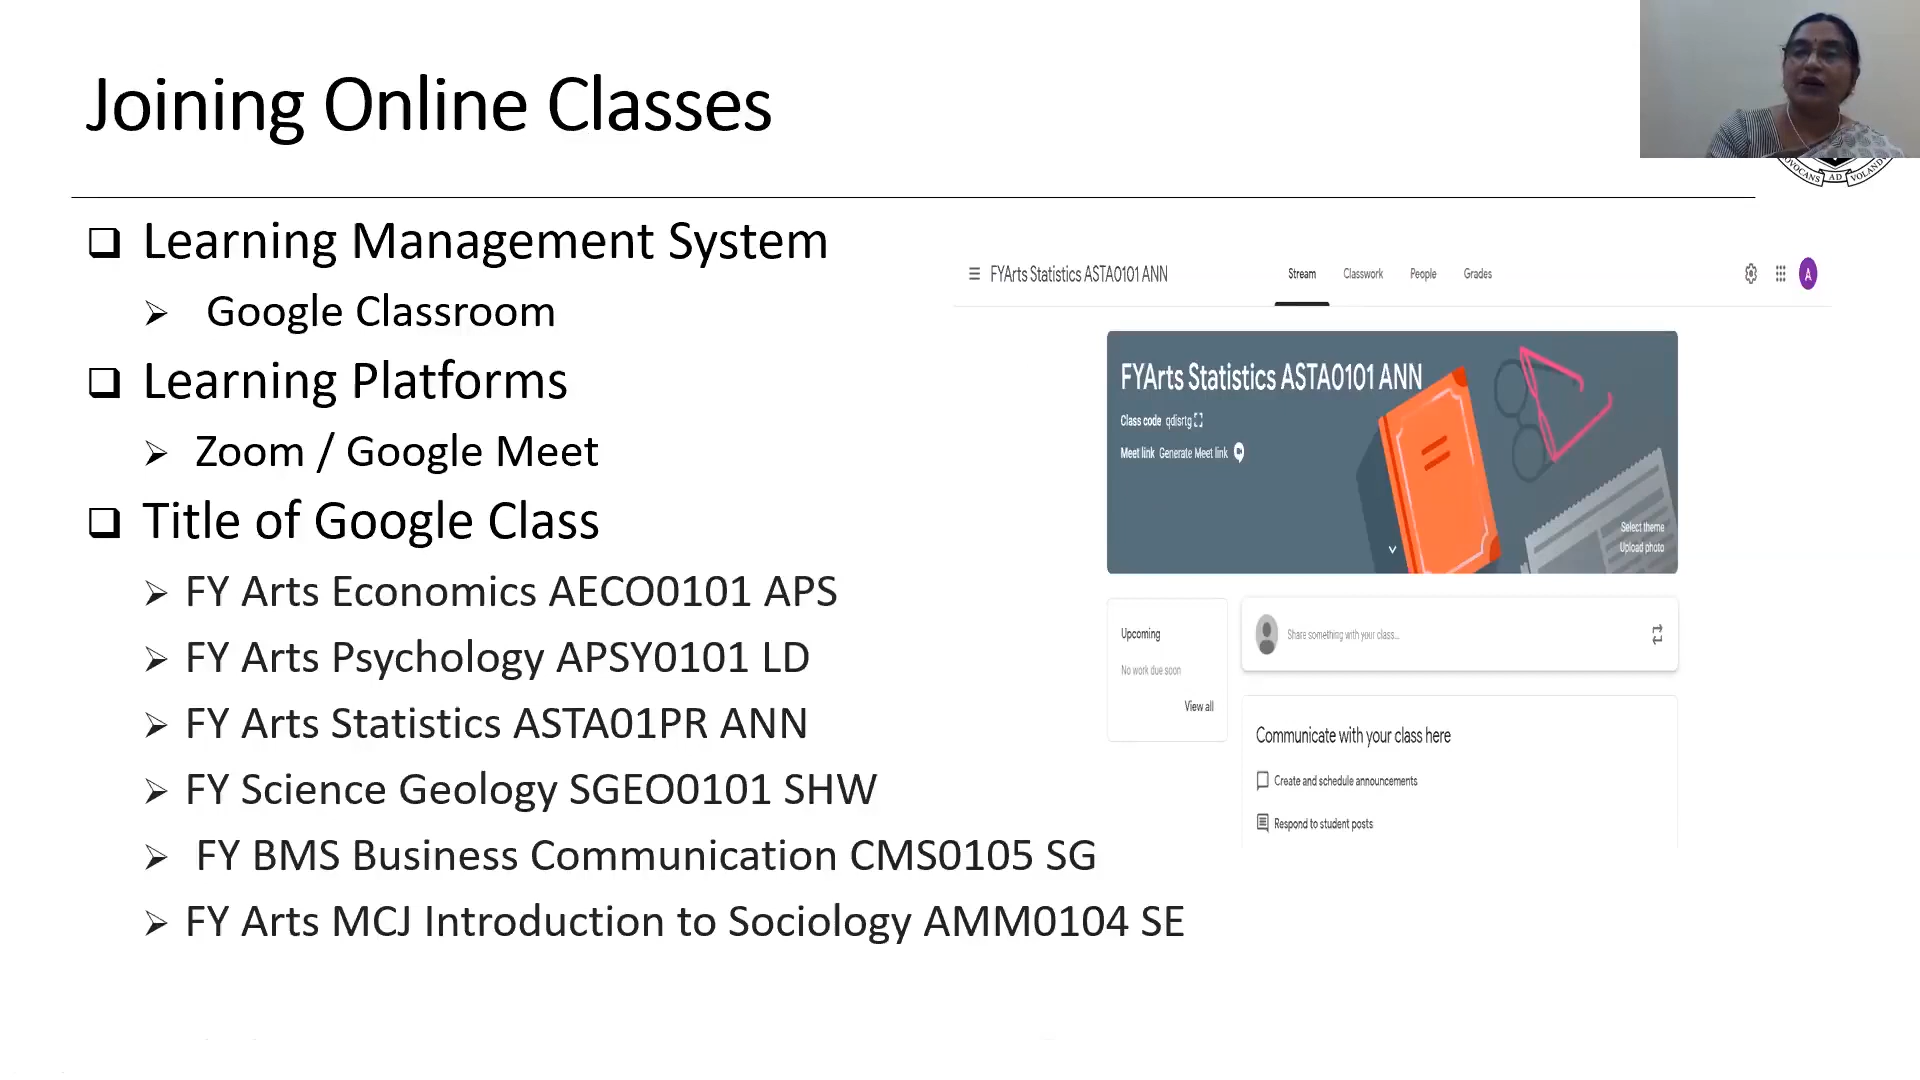 Joining Online Classes
OVOCANS AD VOLAND
Learning Management System
Google Classroom
Learning Platforms
Zoom / Google Meet
Title of Google Class
FY Arts Economics AECO0101 APS
FY Arts Psychology APSY0101 LD
FY Arts Statistics ASTA01PR ANN
FY Science Geology SGEO0101 SHW
FY BMS Business Communication CMS0105 SG
FY Arts MCJ Introduction to Sociology AMM0104 SE
FYArts Statistics ASTA0101 ANN
Stream Classwork People Grades
A
FYArts Statistics ASTA0101 ANN
Class code qdisrtg
Meet link Generate Meet link
Select theme
Upload photo
Upcoming
No work due soon
View all
Share something with your class...
Communicate with your class here
Create and schedule announcements
Respond to student posts